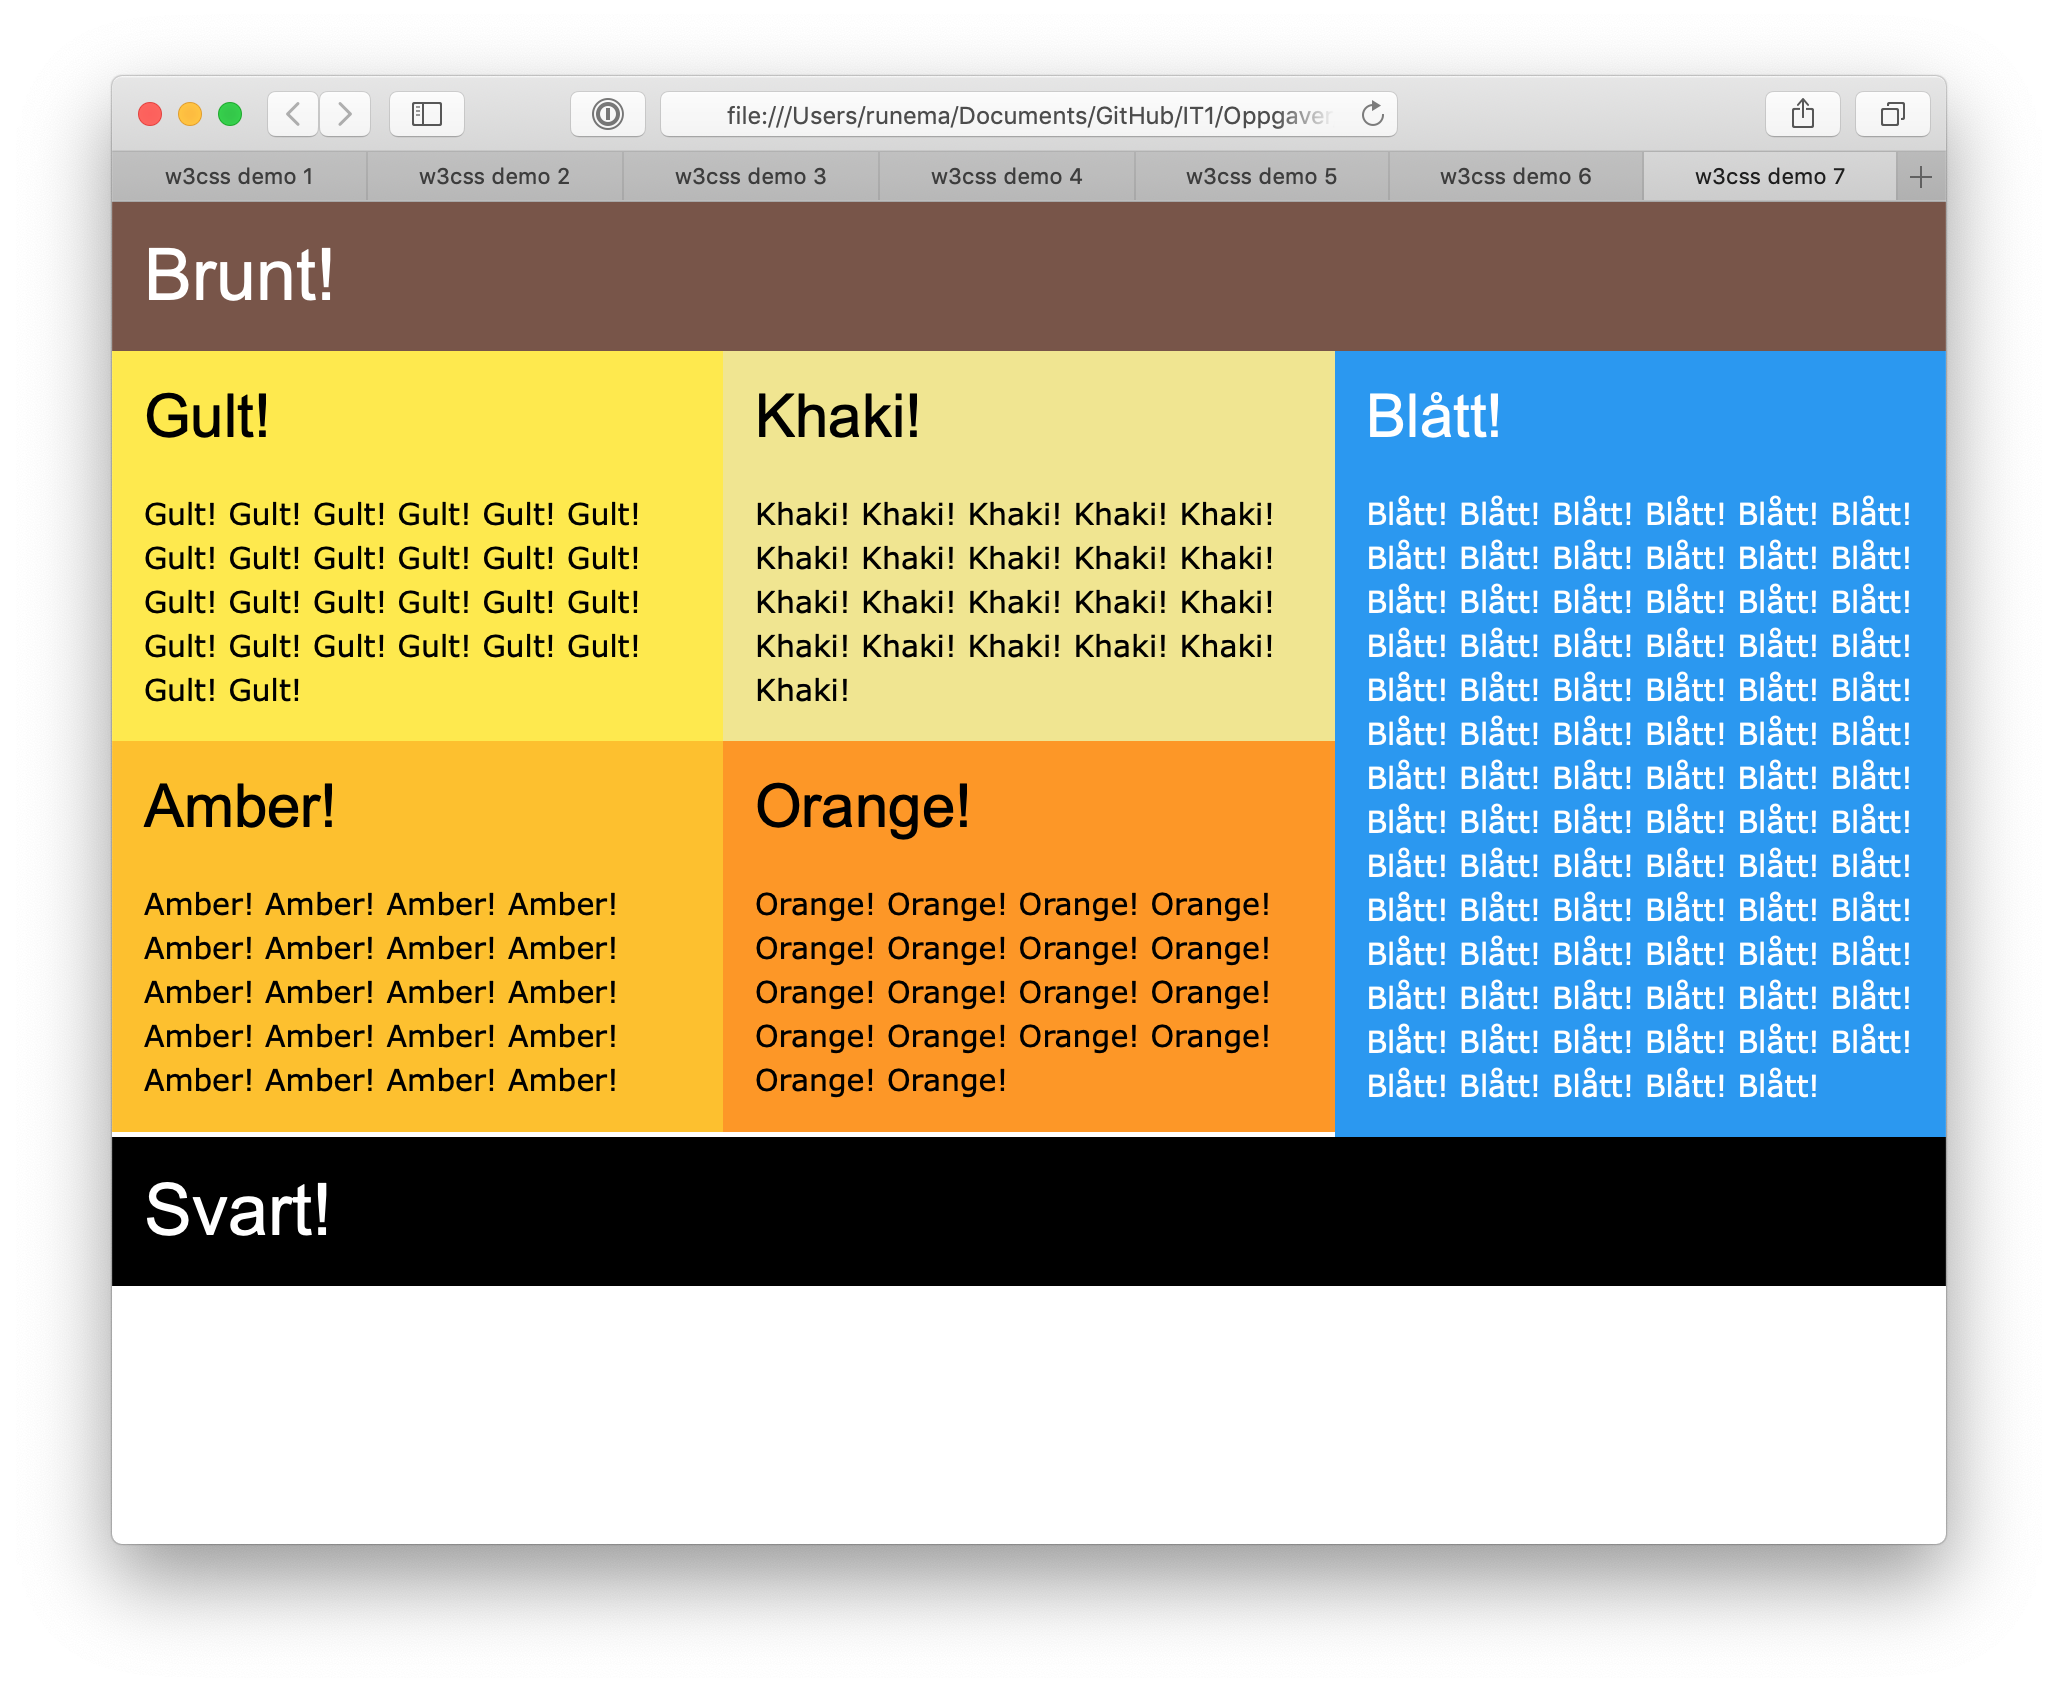 file:///Users/runema/Documents/GitHub/IT1/Oppgaver
w3css demo 1
w3css demo 2
w3css demo 3
w3css demo 4
w3css demo 5
w3css demo 6
w3css demo 7
Brunt!
Gult!
Gult! Gult! Gult! Gult! Gult! Gult!
Gult! Gult! Gult! Gult! Gult! Gult!
Gult! Gult! Gult! Gult! Gult! Gult!
Gult! Gult! Gult! Gult! Gult! Gult!
Gult! Gult!
Khaki!
Khaki! Khaki! Khaki! Khaki! Khaki!
Khaki! Khaki! Khaki! Khaki! Khaki!
Khaki! Khaki! Khaki! Khaki! Khaki!
Khaki! Khaki! Khaki! Khaki! Khaki!
Khaki!
Blått!
Blått! Blått! Blått! Blått! Blått! Blått!
Blått! Blått! Blått! Blått! Blått! Blått!
Blått! Blått! Blått! Blått! Blått! Blått!
Blått! Blått! Blått! Blått! Blått! Blått!
Blått! Blått! Blått! Blått! Blått! Blått!
Blått! Blått! Blått! Blått! Blått! Blått!
Blått! Blått! Blått! Blått! Blått! Blått!
Blått! Blått! Blått! Blått! Blått! Blått!
Blått! Blått! Blått! Blått! Blått! Blått!
Blått! Blått! Blått! Blått! Blått! Blått!
Blått! Blått! Blått! Blått! Blått! Blått!
Blått! Blått! Blått! Blått! Blått! Blått!
Blått! Blått! Blått! Blått! Blått! Blått!
Blått! Blått! Blått! Blått! Blått!
Amber!
Amber! Amber! Amber! Amber!
Amber! Amber! Amber! Amber!
Amber! Amber! Amber! Amber!
Amber! Amber! Amber! Amber!
Amber! Amber! Amber! Amber!
Orange!
Orange! Orange! Orange! Orange!
Orange! Orange! Orange! Orange!
Orange! Orange! Orange! Orange!
Orange! Orange! Orange! Orange!
Orange! Orange!
Svart!